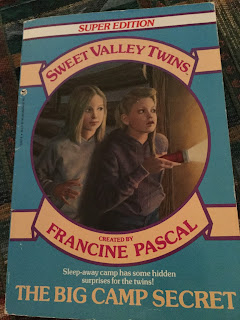 SUPER EDITION
SWEET VALLEY TWINS
CREATED BY
FRANCINE PASCAL
Sleep-away camp has some hidden
surprises for the twins!
THE BIG CAMP SECRET